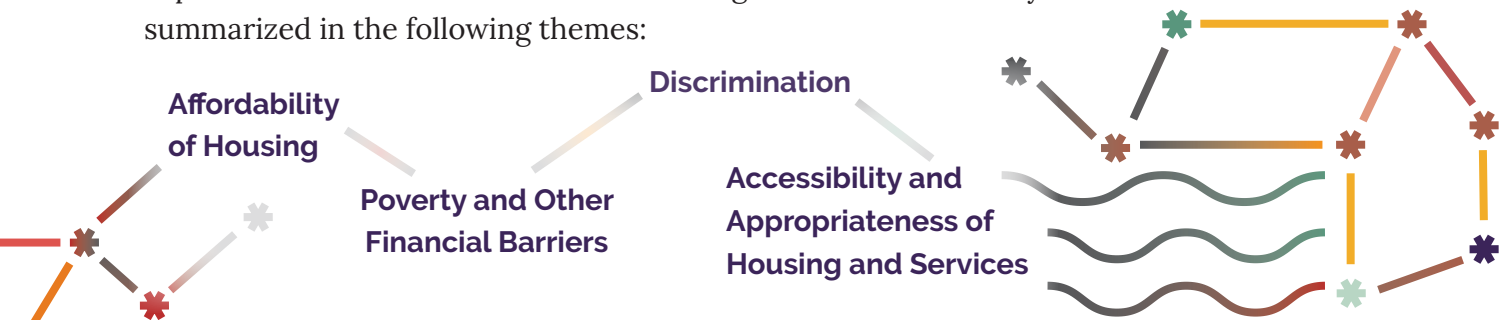 summarized in the following themes:
Affordability
of Housing
Poverty and Other
Financial Barriers
Discrimination
Accessibility and
Appropriateness of
Housing and Services